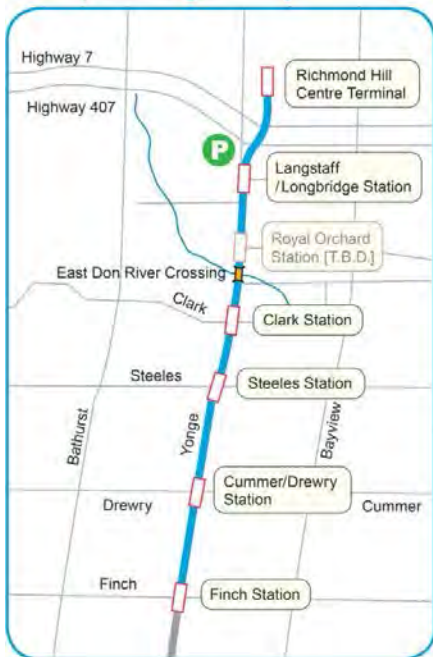 Highway 7
Richmond Hill
Centre Terminal
Highway 407
P
Langstaff
/Longbridge Station
Royal Orchard
Station [T.B.D.]
East Don River Crossing
Clark
Clark Station
Steeles
Steeles Station
Bathurst
Yonge
Bayview
Cummer/Drewry
Station
Drewry
Cummer
Finch
Finch Station